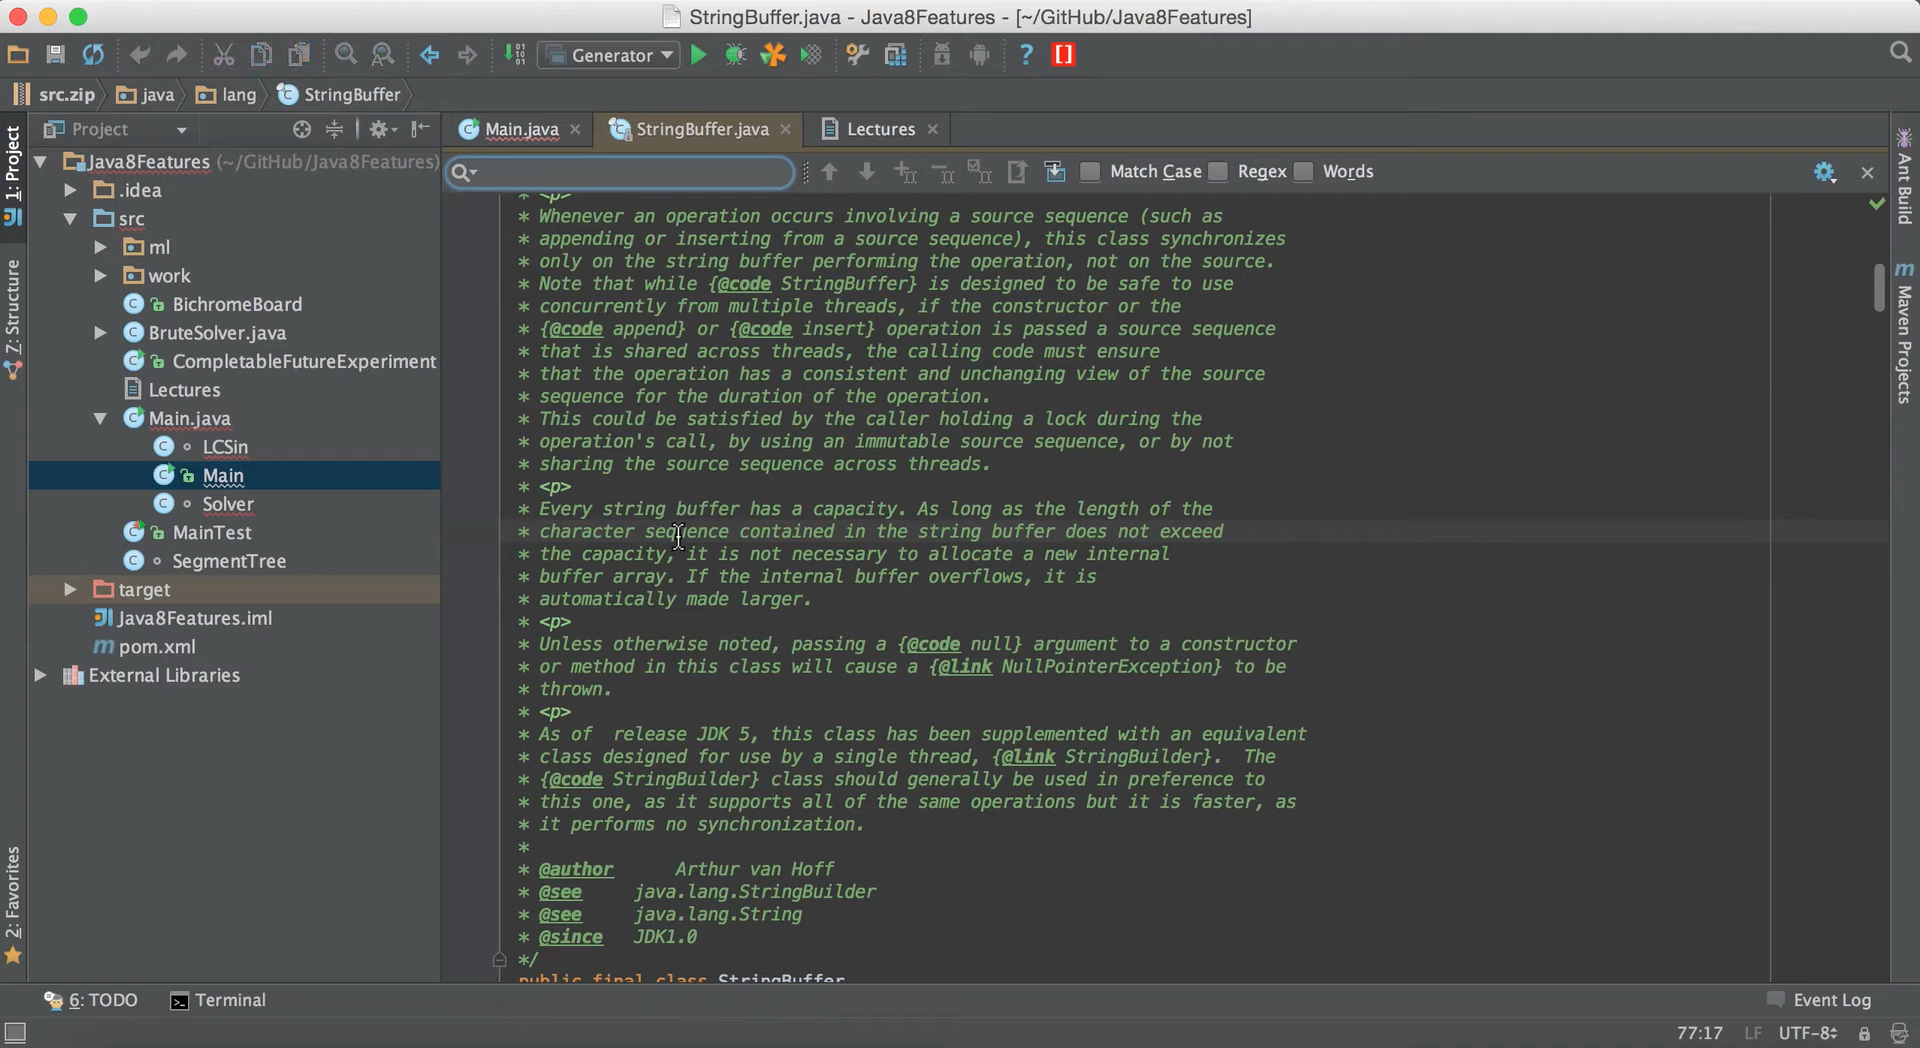 StringBuffer.java - Java8Features - [~/GitHub/Java8Features]
Generator
src.zip java lang StringBuffer
Project
Main.java StringBuffer.java Lectures
Match Case Regex Words
1: Project
7: Structure
2: Favorites
Java8Features (~/GitHub/Java8Features)
.idea
src
ml
work
BichromeBoard
BruteSolver.java
CompletableFutureExperiment
Lectures
Main.java
LCSin
Main
Solver
MainTest
SegmentTree
target
Java8Features.iml
pom.xml
External Libraries
* <p>
* Whenever an operation occurs involving a source sequence (such as
* appending or inserting from a source sequence), this class synchronizes
* only on the string buffer performing the operation, not on the source.
* Note that while {@code StringBuffer} is designed to be safe to use
* concurrently from multiple threads, if the constructor or the
* {@code append} or {@code insert} operation is passed a source sequence
* that is shared across threads, the calling code must ensure
* that the operation has a consistent and unchanging view of the source
* sequence for the duration of the operation.
* This could be satisfied by the caller holding a lock during the
* operation's call, by using an immutable source sequence, or by not
* sharing the source sequence across threads.
* <p>
* Every string buffer has a capacity. As long as the length of the
* character sequence contained in the string buffer does not exceed
* the capacity, it is not necessary to allocate a new internal
* buffer array. If the internal buffer overflows, it is
* automatically made larger.
* <p>
* Unless otherwise noted, passing a {@code null} argument to a constructor
* or method in this class will cause a {@link NullPointerException} to be
* thrown.
* <p>
* As of  release JDK 5, this class has been supplemented with an equivalent
* class designed for use by a single thread, {@link StringBuilder}.  The
* {@code StringBuilder} class should generally be used in preference to
* this one, as it supports all of the same operations but it is faster, as
* it performs no synchronization.
*
* @author      Arthur van Hoff
* @see     java.lang.StringBuilder
* @see     java.lang.String
* @since   JDK1.0
*/
public final class StringBuffer
Ant Build
m Maven Projects
6: TODO Terminal Event Log
77:17 LF UTF-8